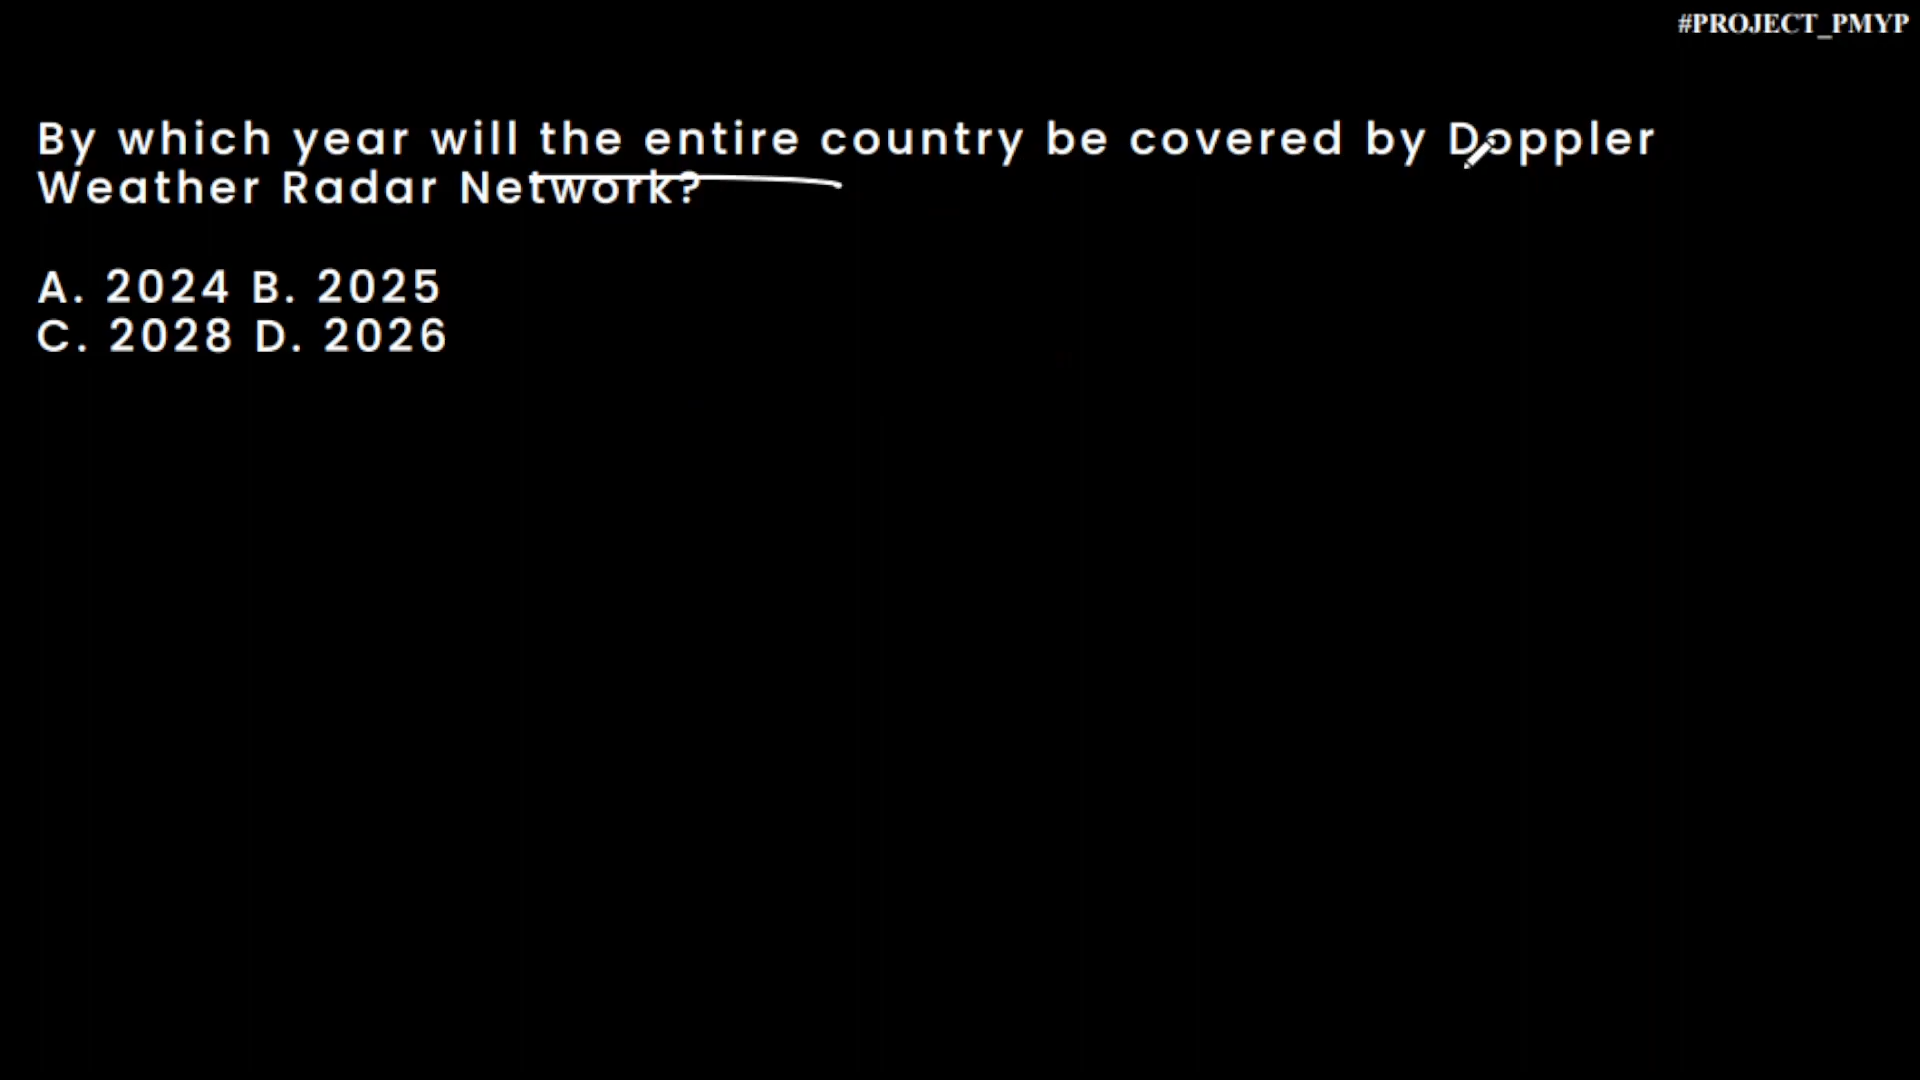 #PROJECT_PMYP
By which year will the entire country be covered by Doppler
Weather Radar Network?
A. 2024 B. 2025
C. 2028 D. 2026